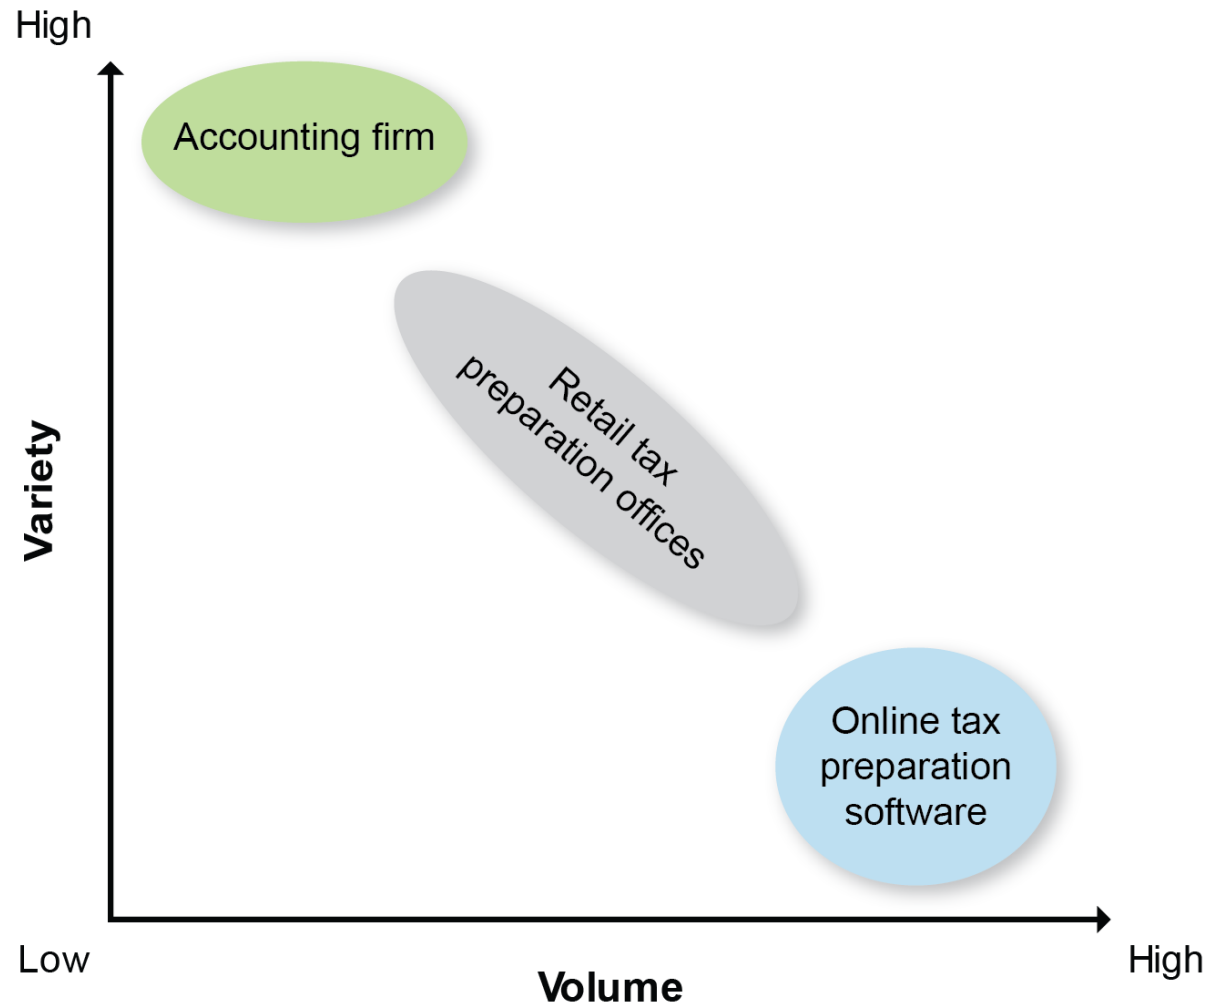 High
Accounting firm
Retail tax
preparation offices
Variety
Online tax
preparation
software
Low
High
Volume